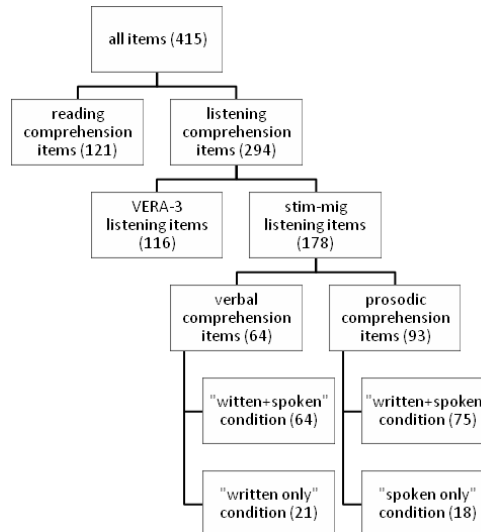 all items (415)
reading
comprehension
items (121)
listening
comprehension
items (294)
VERA-3
listening items
(116)
stim-mig
listening items
(178)
verbal
comprehension
items (64)
prosodic
comprehension
items (93)
"witten+spoken"
condition (64)
"written+spoken"
condition (75)
"written only"
condition (21)
"spoken only"
condition (18)